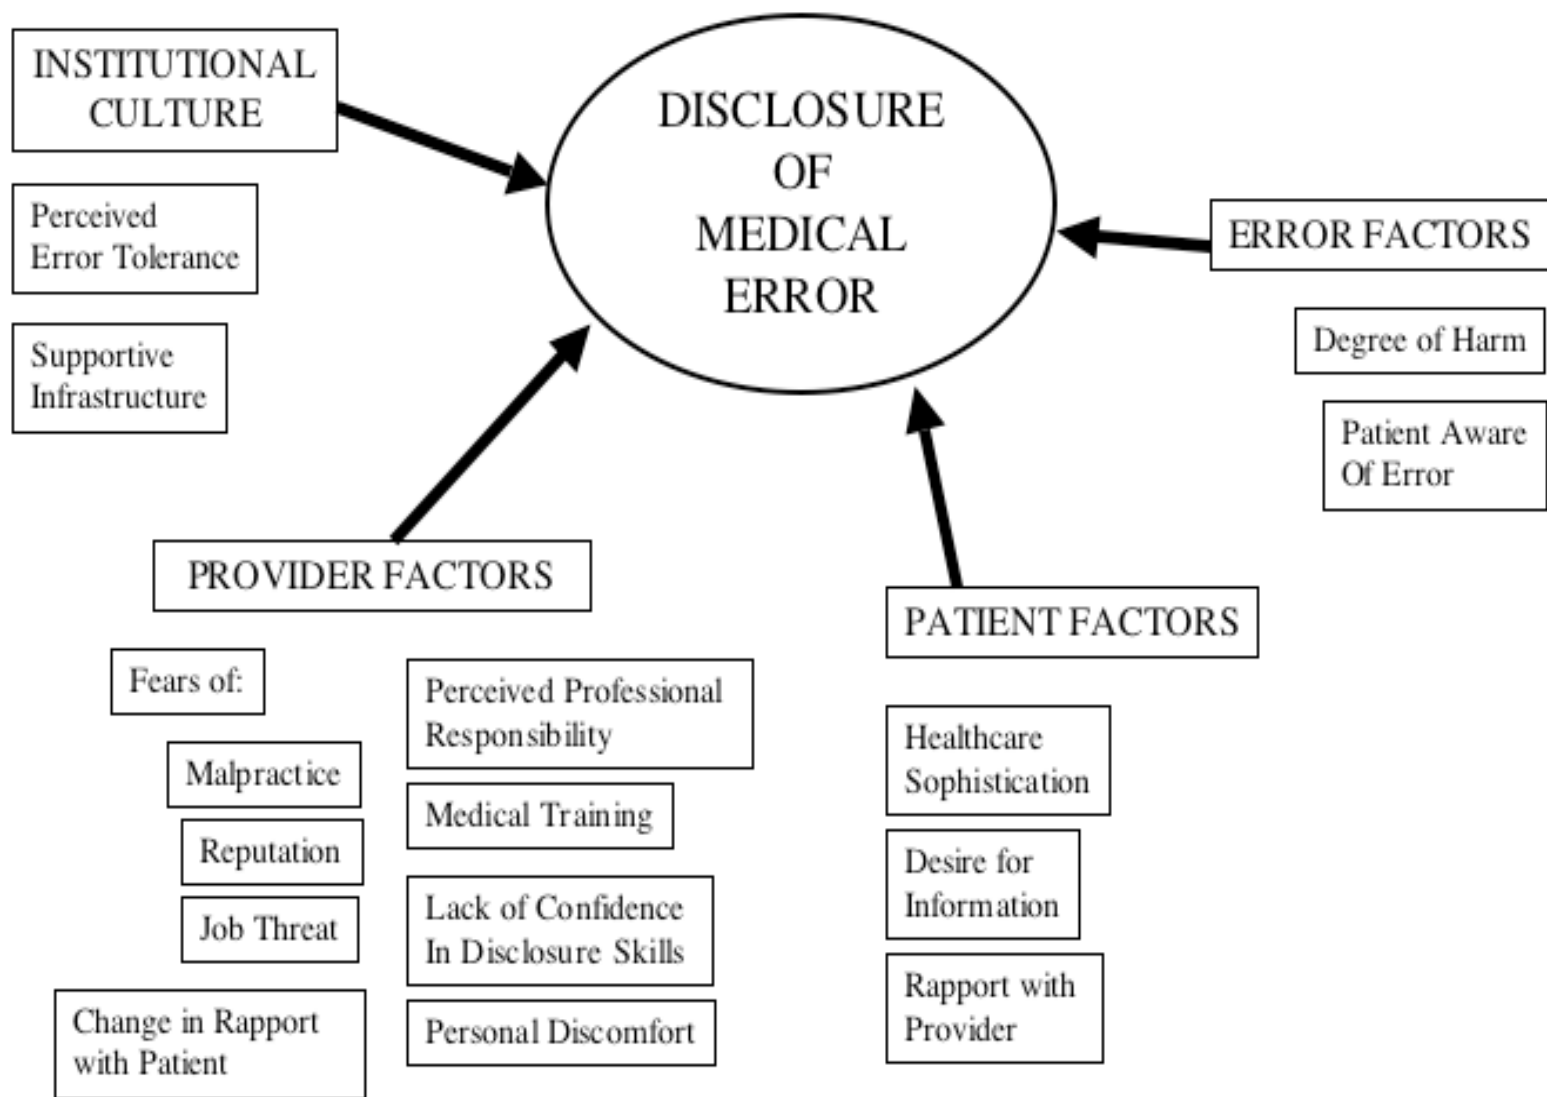 INSTITUTIONAL
CULTURE
Perceived
Error Tolerance
Supportive
Infrastructure
DISCLOSURE
OF
MEDICAL
ERROR
ERROR FACTORS
Degree of Harm
Patient Aware
Of Error
PROVIDER FACTORS
Fears of:
Malpractice
Reputation
Job Threat
Change in Rapport
with Patient
Perceived Professional
Responsibility
Medical Training
Lack of Confidence
In Disclosure Skills
Personal Discomfort
PATIENT FACTORS
Healthcare
Sophistication
Desire for
Information
Rapport with
Provider